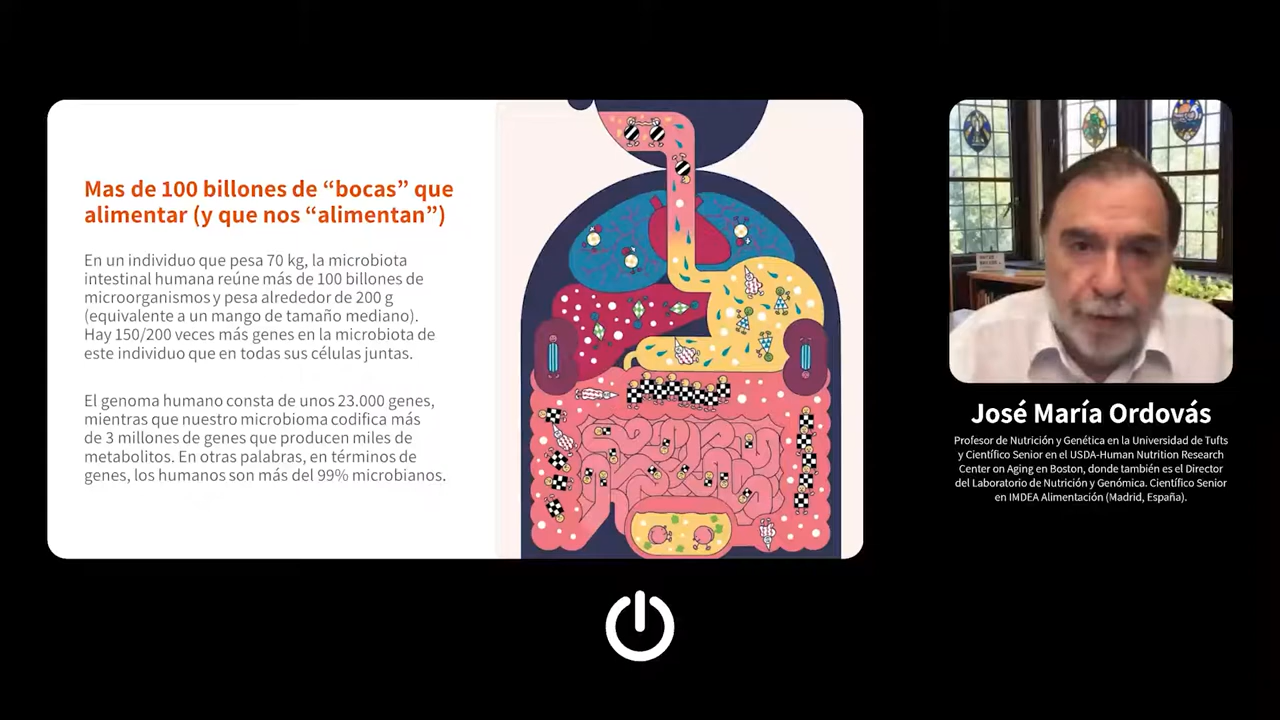 Mas de 100 billones de “bocas” que
alimentar (y que nos “alimentan”)
En un individuo que pesa 70 kg, la microbiota
intestinal humana reúne más de 100 billones de
microorganismos y pesa alrededor de 200 g
(equivalente a un mango de tamaño mediano).
Hay 150/200 veces más genes en la microbiota de
este individuo que en todas sus células juntas.
El genoma humano consta de unos 23.000 genes,
mientras que nuestro microbioma codifica más
de 3 millones de genes que producen miles de
metabolitos. En otras palabras, en términos de
genes, los humanos son más del 99% microbianos.
José María Ordovás
Profesor de Nutrición y Genética en la Universidad de Tufts
y Científico Senior en el USDA-Human Nutrition Research
Center on Aging en Boston, donde también es el Director
del Laboratorio de Nutrición y Genómica. Científico Senior
en IMDEA Alimentación (Madrid, España).